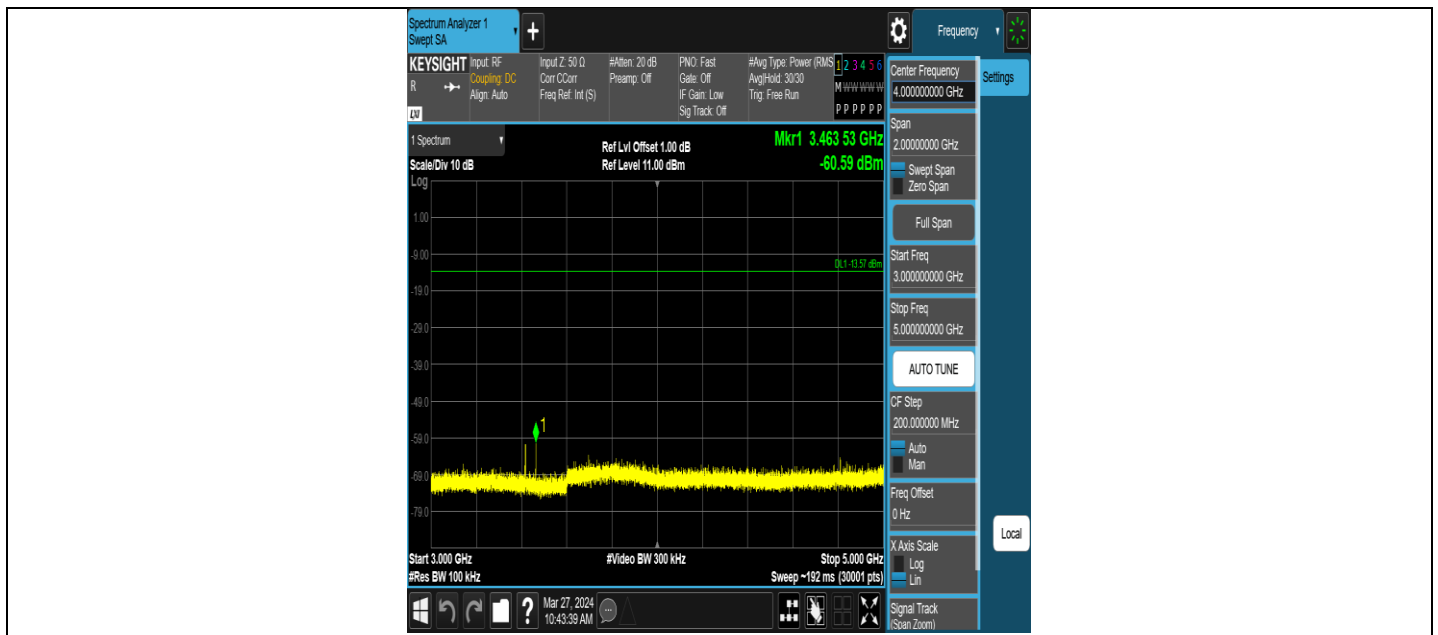 Spectrum Analyzer 1
Swept SA
+
Frequency
KEYSIGHT
R
LXI
Input: RF
Coupling: DC
Align: Auto
Input Z: 50 Ω
Corr CCorr
Freq Ref: Int (S)
#Atten: 20 dB
Preamp: Off
PNO: Fast
Gate: Off
IF Gain: Low
Sig Track: Off
#Avg Type: Power (RMS
Avg|Hold: 30/30
Trig: Free Run
1 2 3 4 5 6
M W W W W W
P P P P P P
1 Spectrum
Scale/Div 10 dB
Log
Ref Lvl Offset 1.00 dB
Ref Level 11.00 dBm
Mkr1 3.463 53 GHz
-60.59 dBm
1.00
-9.00
DL1 -13.57 dBm
-19.0
-29.0
-39.0
-49.0
1
-59.0
-69.0
-79.0
Start 3.000 GHz
#Video BW 300 kHz
Stop 5.000 GHz
#Res BW 100 kHz
Sweep ~192 ms (30001 pts)
Center Frequency
4.000000000 GHz
Settings
Span
2.00000000 GHz
Swept Span
Zero Span
Full Span
Start Freq
3.000000000 GHz
Stop Freq
5.000000000 GHz
AUTO TUNE
CF Step
200.000000 MHz
Auto
Man
Freq Offset
0 Hz
X Axis Scale
Log
Lin
Signal Track
(Span Zoom)
Local
?
Mar 27, 2024
10:43:39 AM